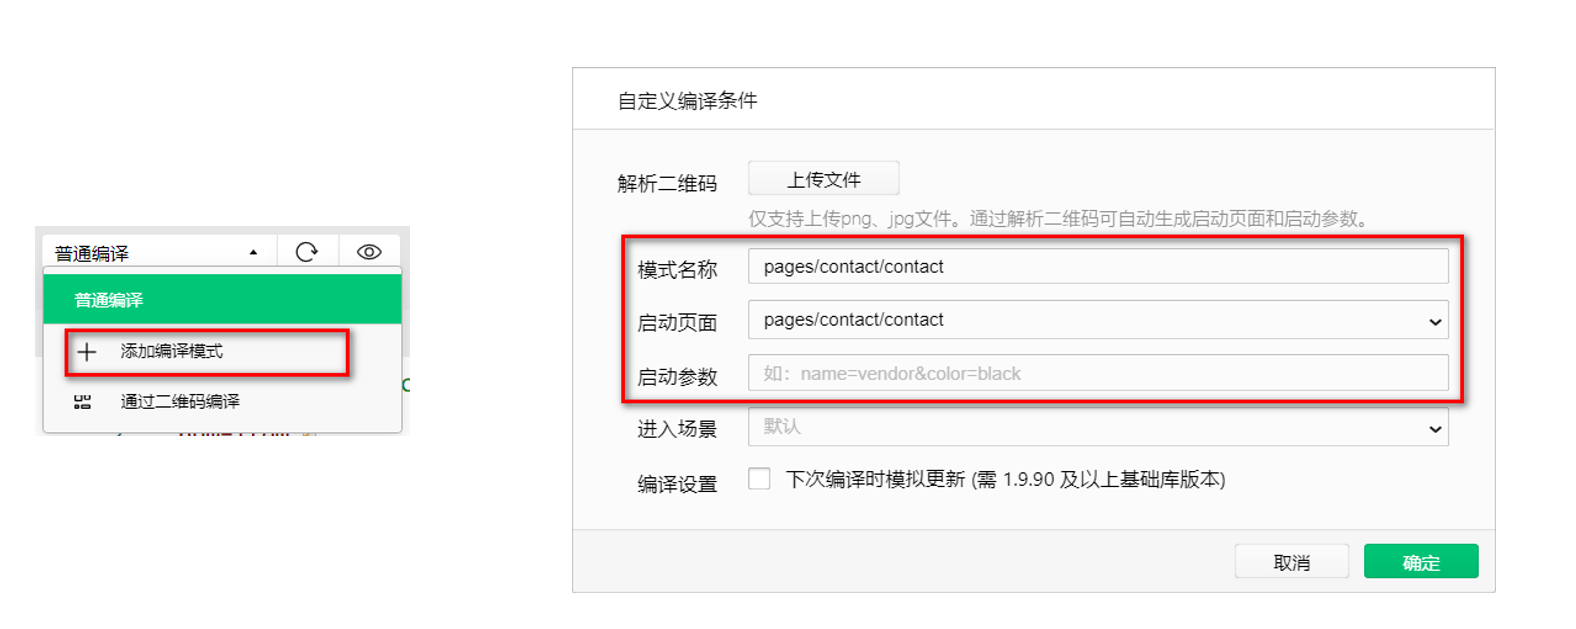 普通编译
普通编译
添加编译模式
通过二维码编译
自定义编译条件
解析二维码
上传文件
仅支持上传png、jpg文件。通过解析二维码可自动生成启动页面和启动参数。
模式名称 pages/contact/contact
启动页面 pages/contact/contact
启动参数 如：name=vendor&color=black
进入场景 默认
编译设置 下次编译时模拟更新 (需 1.9.90 及以上基础库版本)
取消 确定